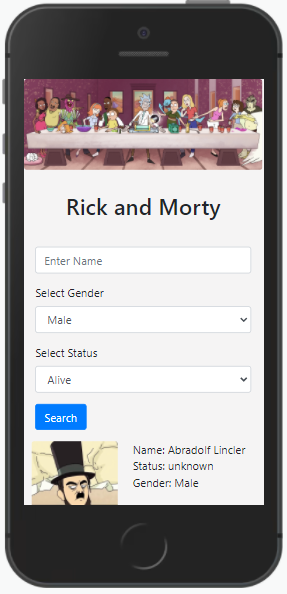 Rick and Morty
Enter Name
Select Gender
Male
Select Status
Alive
Search
Name: Abradolf Lincler
Status: unknown
Gender: Male